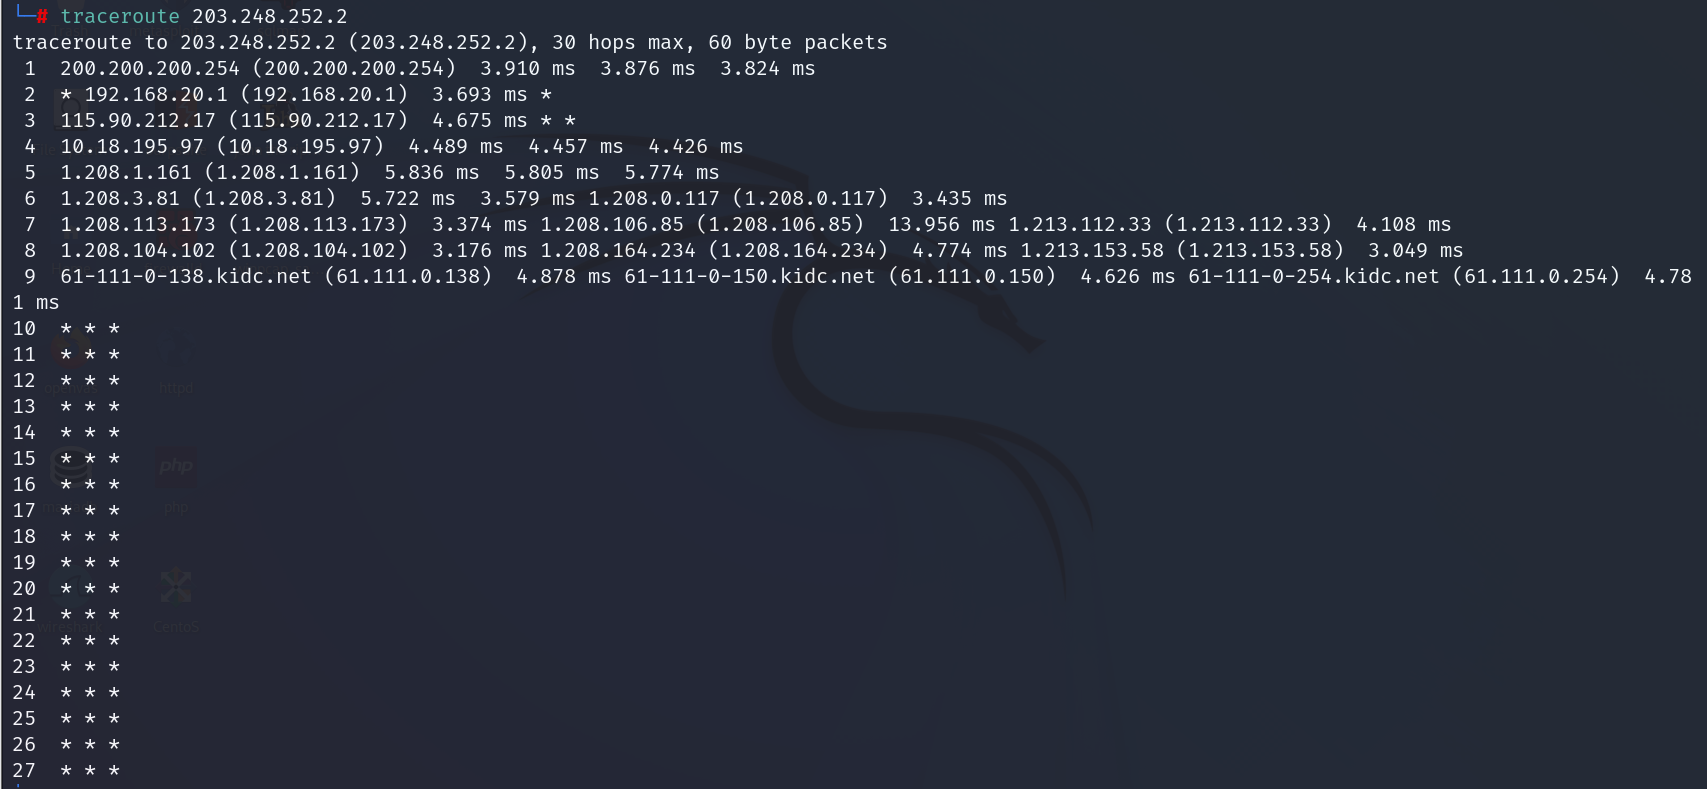 └─# traceroute 203.248.252.2
traceroute to 203.248.252.2 (203.248.252.2), 30 hops max, 60 byte packets
 1  200.200.200.254 (200.200.200.254)  3.910 ms  3.876 ms  3.824 ms
 2  * 192.168.20.1 (192.168.20.1)  3.693 ms *
 3  115.90.212.17 (115.90.212.17)  4.675 ms * *
 4  10.18.195.97 (10.18.195.97)  4.489 ms  4.457 ms  4.426 ms
 5  1.208.1.161 (1.208.1.161)  5.836 ms  5.805 ms  5.774 ms
 6  1.208.3.81 (1.208.3.81)  5.722 ms  3.579 ms 1.208.0.117 (1.208.0.117)  3.435 ms
 7  1.208.113.173 (1.208.113.173)  3.374 ms 1.208.106.85 (1.208.106.85)  13.956 ms 1.213.112.33 (1.213.112.33)  4.108 ms
 8  1.208.104.102 (1.208.104.102)  3.176 ms 1.208.164.234 (1.208.164.234)  4.774 ms 1.213.153.58 (1.213.153.58)  3.049 ms
 9  61-111-0-138.kidc.net (61.111.0.138)  4.878 ms 61-111-0-150.kidc.net (61.111.0.150)  4.626 ms 61-111-0-254.kidc.net (61.111.0.254)  4.78
1 ms
10  * * *
11  * * *
12  * * *
httpd
13  * * *
14  * * *
15  * * *
php
16  * * *
17  * * *
php
18  * * *
19  * * *
20  * * *
21  * * *
wireshark CentOS
22  * * *
23  * * *
24  * * *
25  * * *
26  * * *
27  * * *